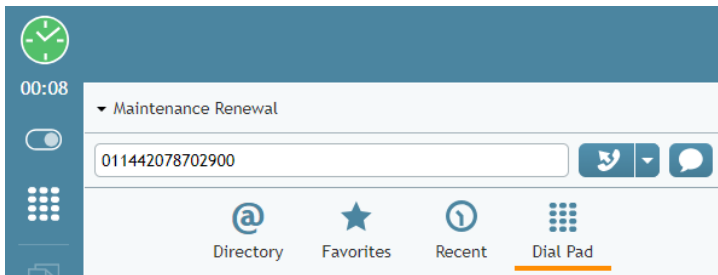 00:08
Maintenance Renewal
011442078702900
Directory Favorites Recent Dial Pad